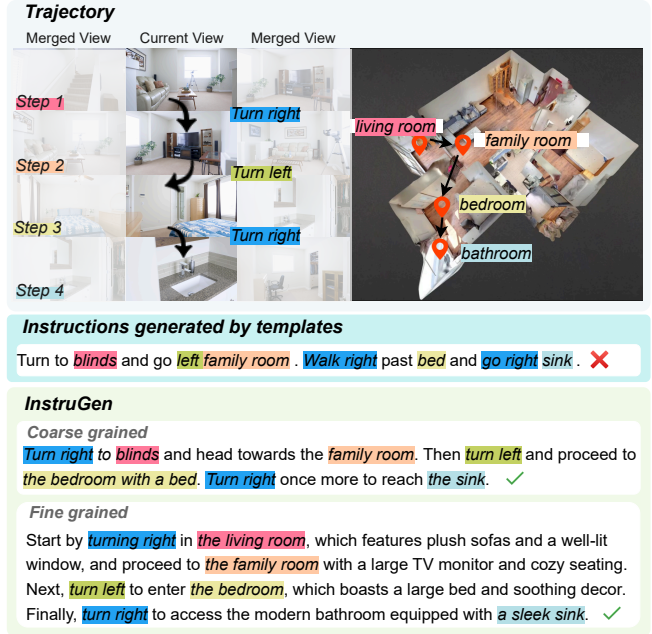 Trajectory
Merged View Current View Merged View
Step 1
Turn right
Step 2
Turn left
Step 3
Turn right
Step 4
living room
family room
bedroom
bathroom
Instructions generated by templates
Turn to blinds and go left family room . Walk right past bed and go right sink .
InstruGen
Coarse grained
Turn right to blinds and head towards the family room. Then turn left and proceed to
the bedroom with a bed. Turn right once more to reach the sink.
Fine grained
Start by turning right in the living room, which features plush sofas and a well-lit
window, and proceed to the family room with a large TV monitor and cozy seating.
Next, turn left to enter the bedroom, which boasts a large bed and soothing decor.
Finally, turn right to access the modern bathroom equipped with a sleek sink.